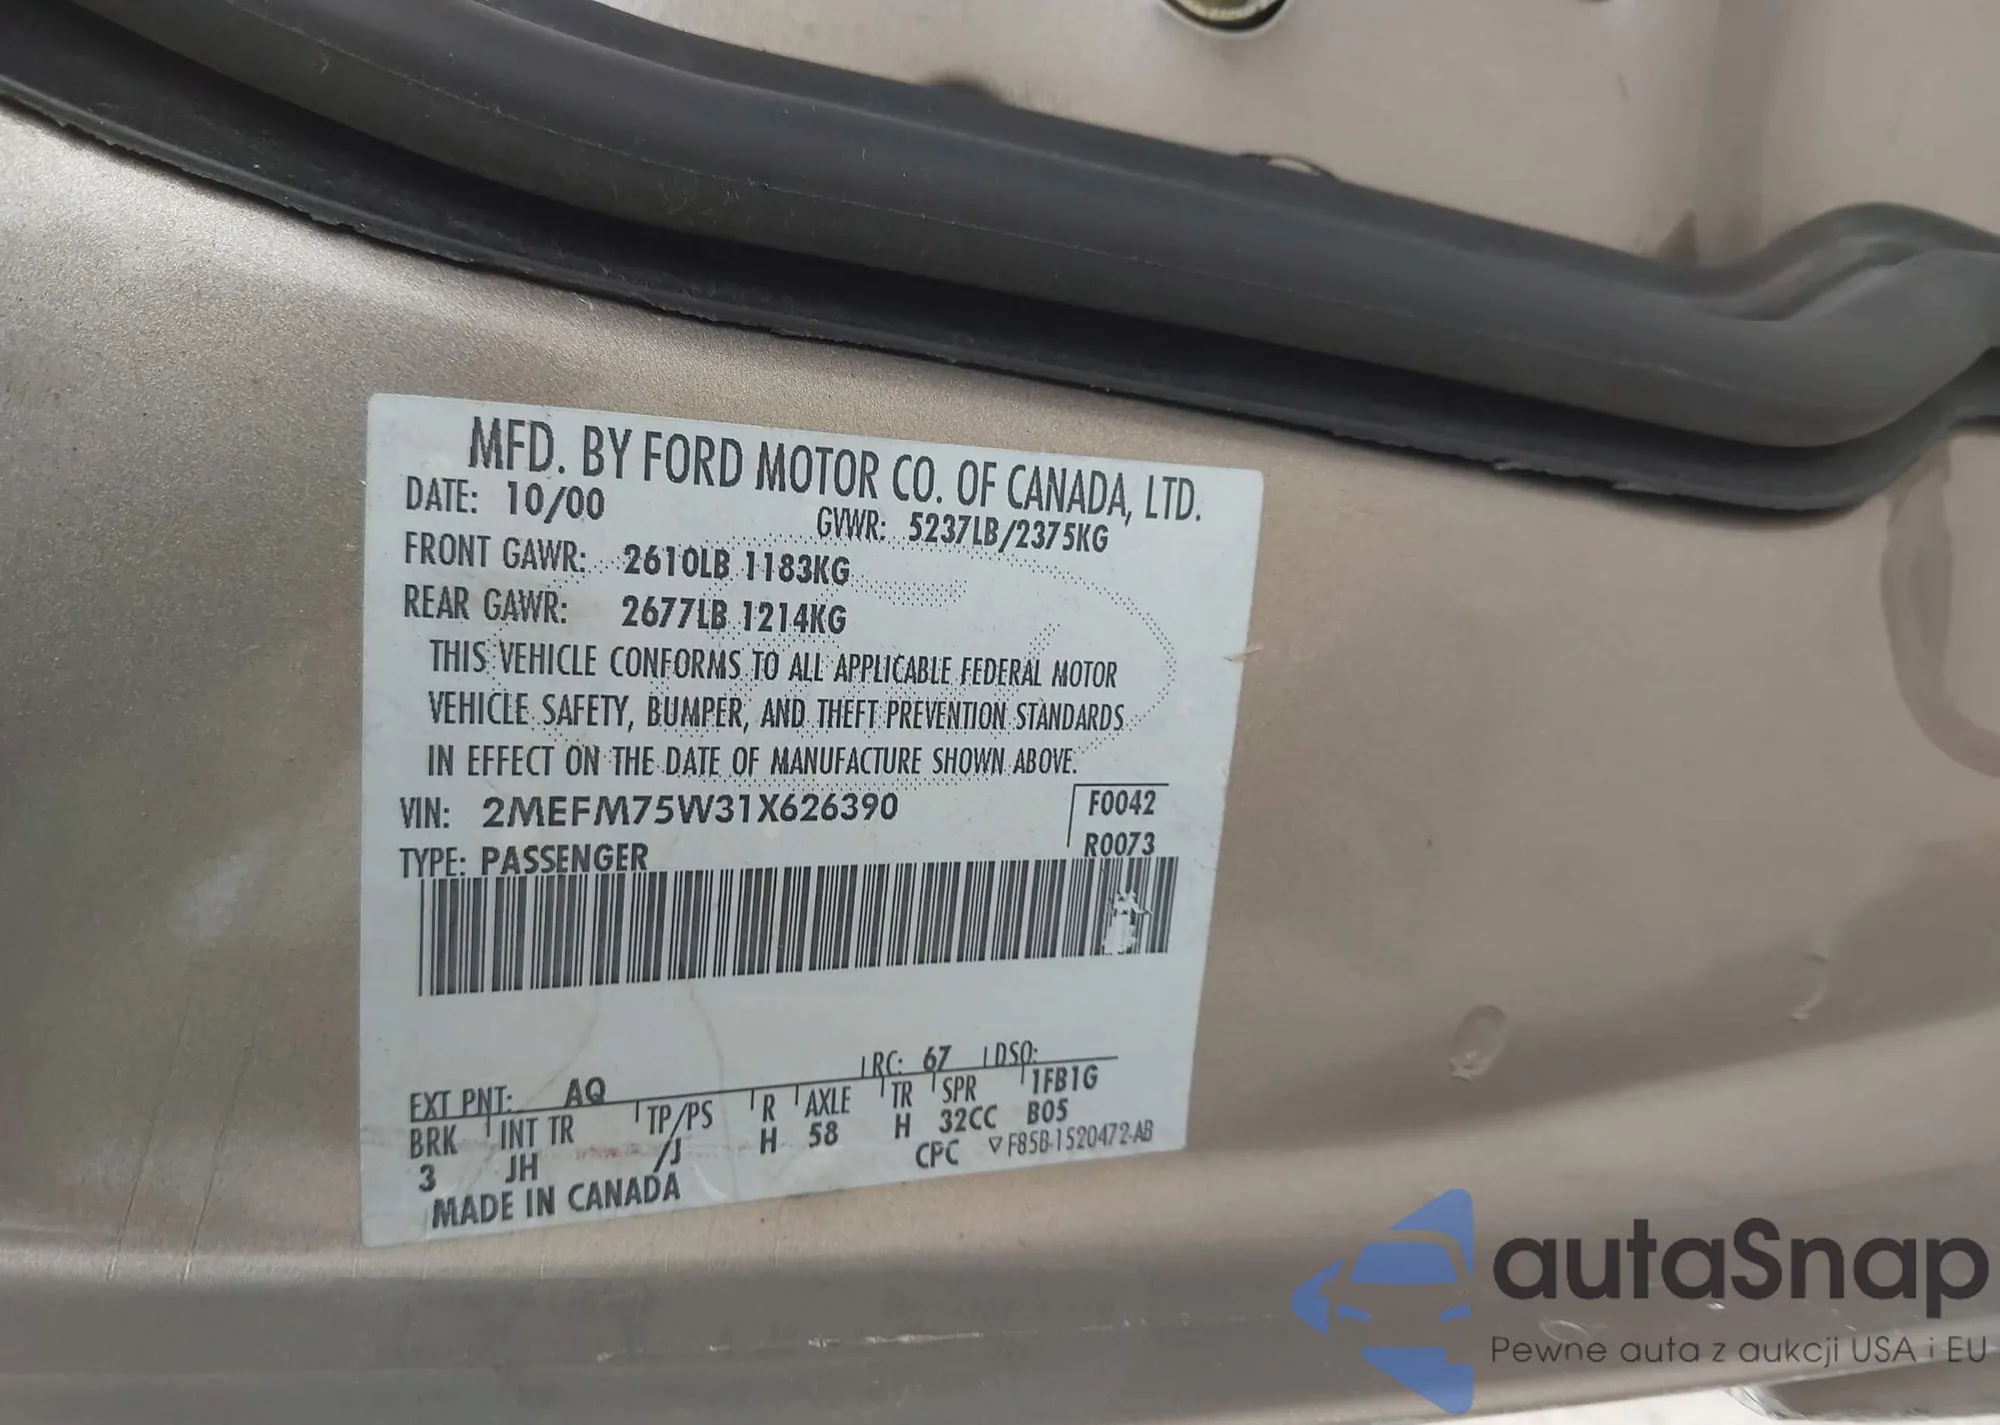 MFD. BY FORD MOTOR CO. OF CANADA, LTD.
DATE: 10/00
GVWR: 5237LB/2375KG
FRONT GAWR: 2610LB 1183KG
REAR GAWR: 2677LB 1214KG
THIS VEHICLE CONFORMS TO ALL APPLICABLE FEDERAL MOTOR
VEHICLE SAFETY, BUMPER, AND THEFT PREVENTION STANDARDS
IN EFFECT ON THE DATE OF MANUFACTURE SHOWN ABOVE.
VIN: 2MEFM75W31X626390
F0042
TYPE: PASSENGER
R0073
EXT PNT: AQ RC: 67 DSO:
BRK INT TR TP/PS R AXLE TR SPR 1FB1G
3 JH /J H 58 H 32CC B05
MADE IN CANADA CPC ▽F85B-1520472-AB
autaSnap
Pewne auta z aukcji USA i EU